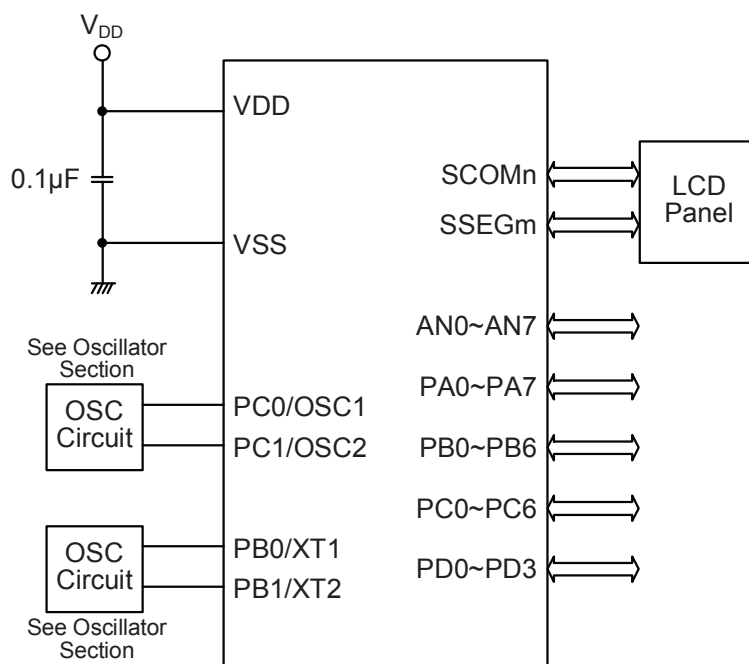 VDD
VDD
0.1µF
VSS
See Oscillator
Section
OSC
Circuit
PC0/OSC1
PC1/OSC2
OSC
Circuit
PB0/XT1
PB1/XT2
See Oscillator
Section
SCOMn
SSEGm
LCD
Panel
AN0~AN7
PA0~PA7
PB0~PB6
PC0~PC6
PD0~PD3